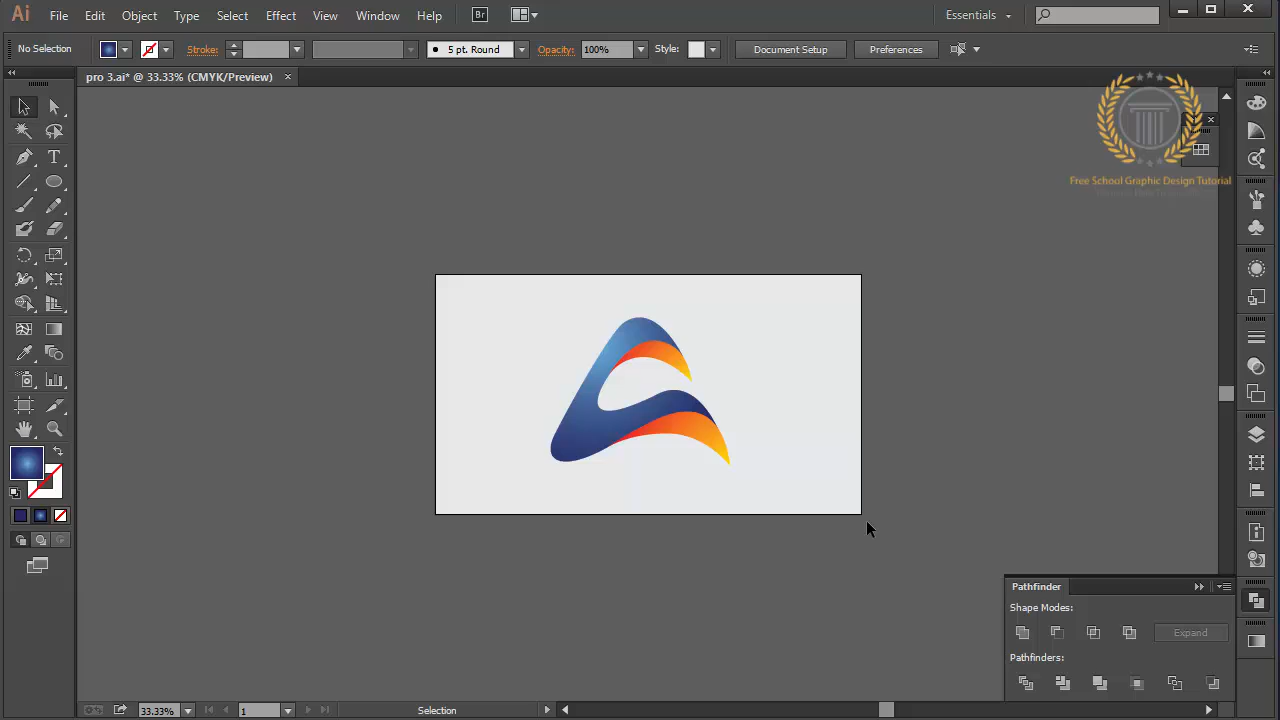 Ai File Edit Object Type Select Effect View Window Help Br Essentials
No Selection Stroke: 5 pt. Round Opacity: 100% Style: Document Setup Preferences
pro 3.ai* @ 33.33% (CMYK/Preview)
T
Free School Graphic Design Tutorial
Pathfinder
Shape Modes:
Expand
Pathfinders:
33.33% 1 Selection